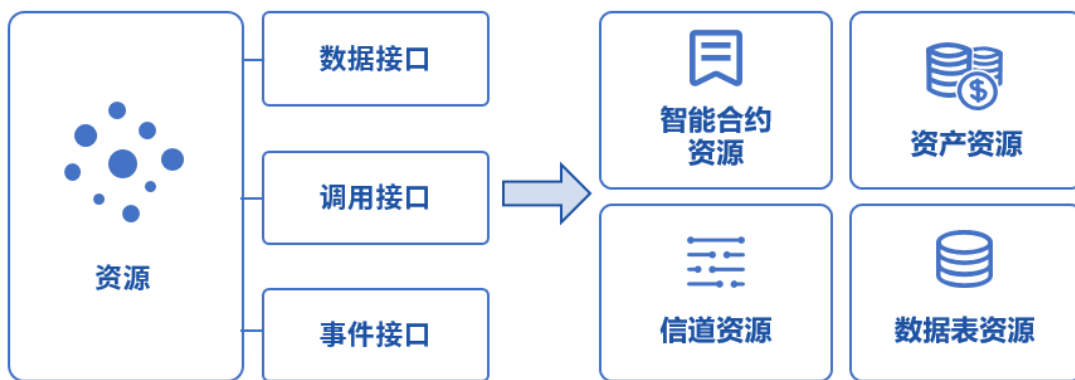 资源
数据接口
调用接口
事件接口
智能合约
资源
资产资源
信道资源
数据表资源